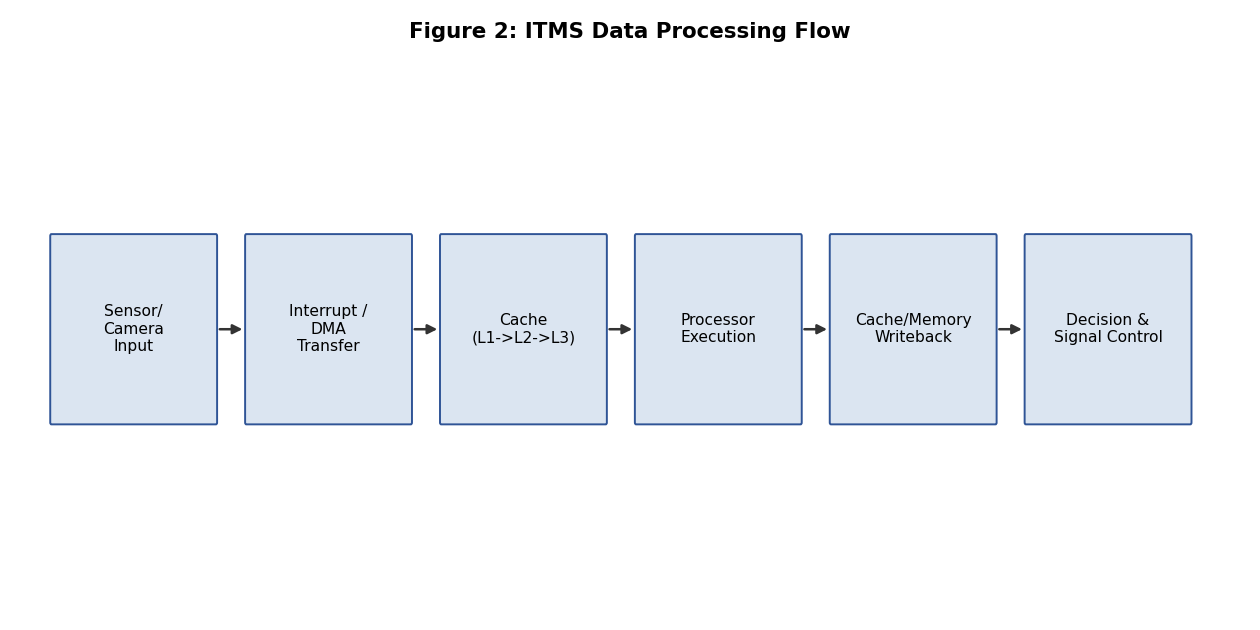 Figure 2: ITMS Data Processing Flow
Sensor/
Camera
Input
Interrupt /
DMA
Transfer
Cache
(L1->L2->L3)
Processor
Execution
Cache/Memory
Writeback
Decision &
Signal Control